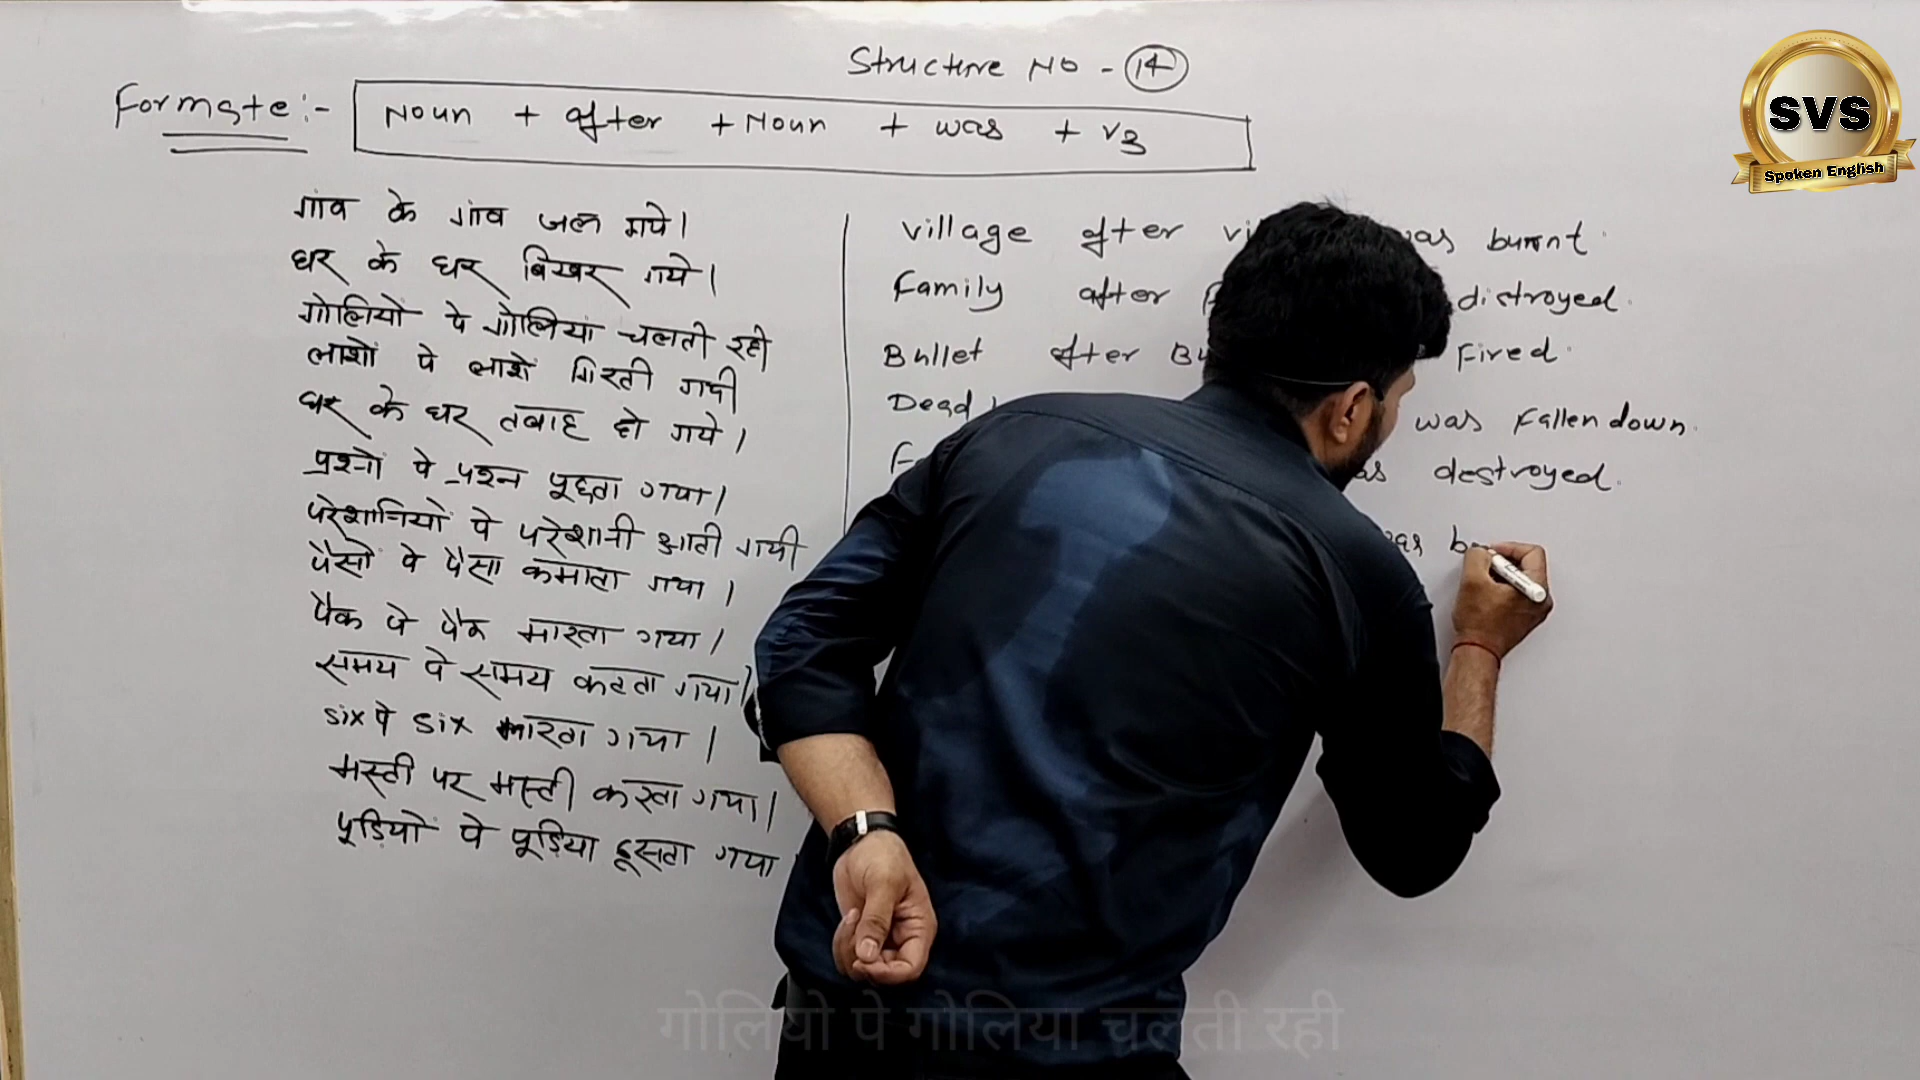 Structure No - 14
Formate:- Noun + after + Noun + was + V3
गांव के गांव जल गये।
घर के घर बिखर गये।
गोलियों पे गोलियां चलती रही
लाशों पे लाशें गिरती गयी
घर के घर तबाह हो गये।
प्रश्नों पे प्रश्न पूछता गया।
परेशानियों पे परेशानी आती गयी
पैसों पे पैसा कमाता गया।
पैक पे पैक मारता गया।
समय पे समय कटता गया।
six पे six मारता गया।
मस्ती पर मस्ती करता गया।
पूड़ियों पे पूड़िया ठूसता गया
village after was burnt.
Family after distroyed.
Bullet after Fired.
Dead was Fallen down.
destroyed.
SVS
Spoken English
गोलियो पे गोलिया चलती रही